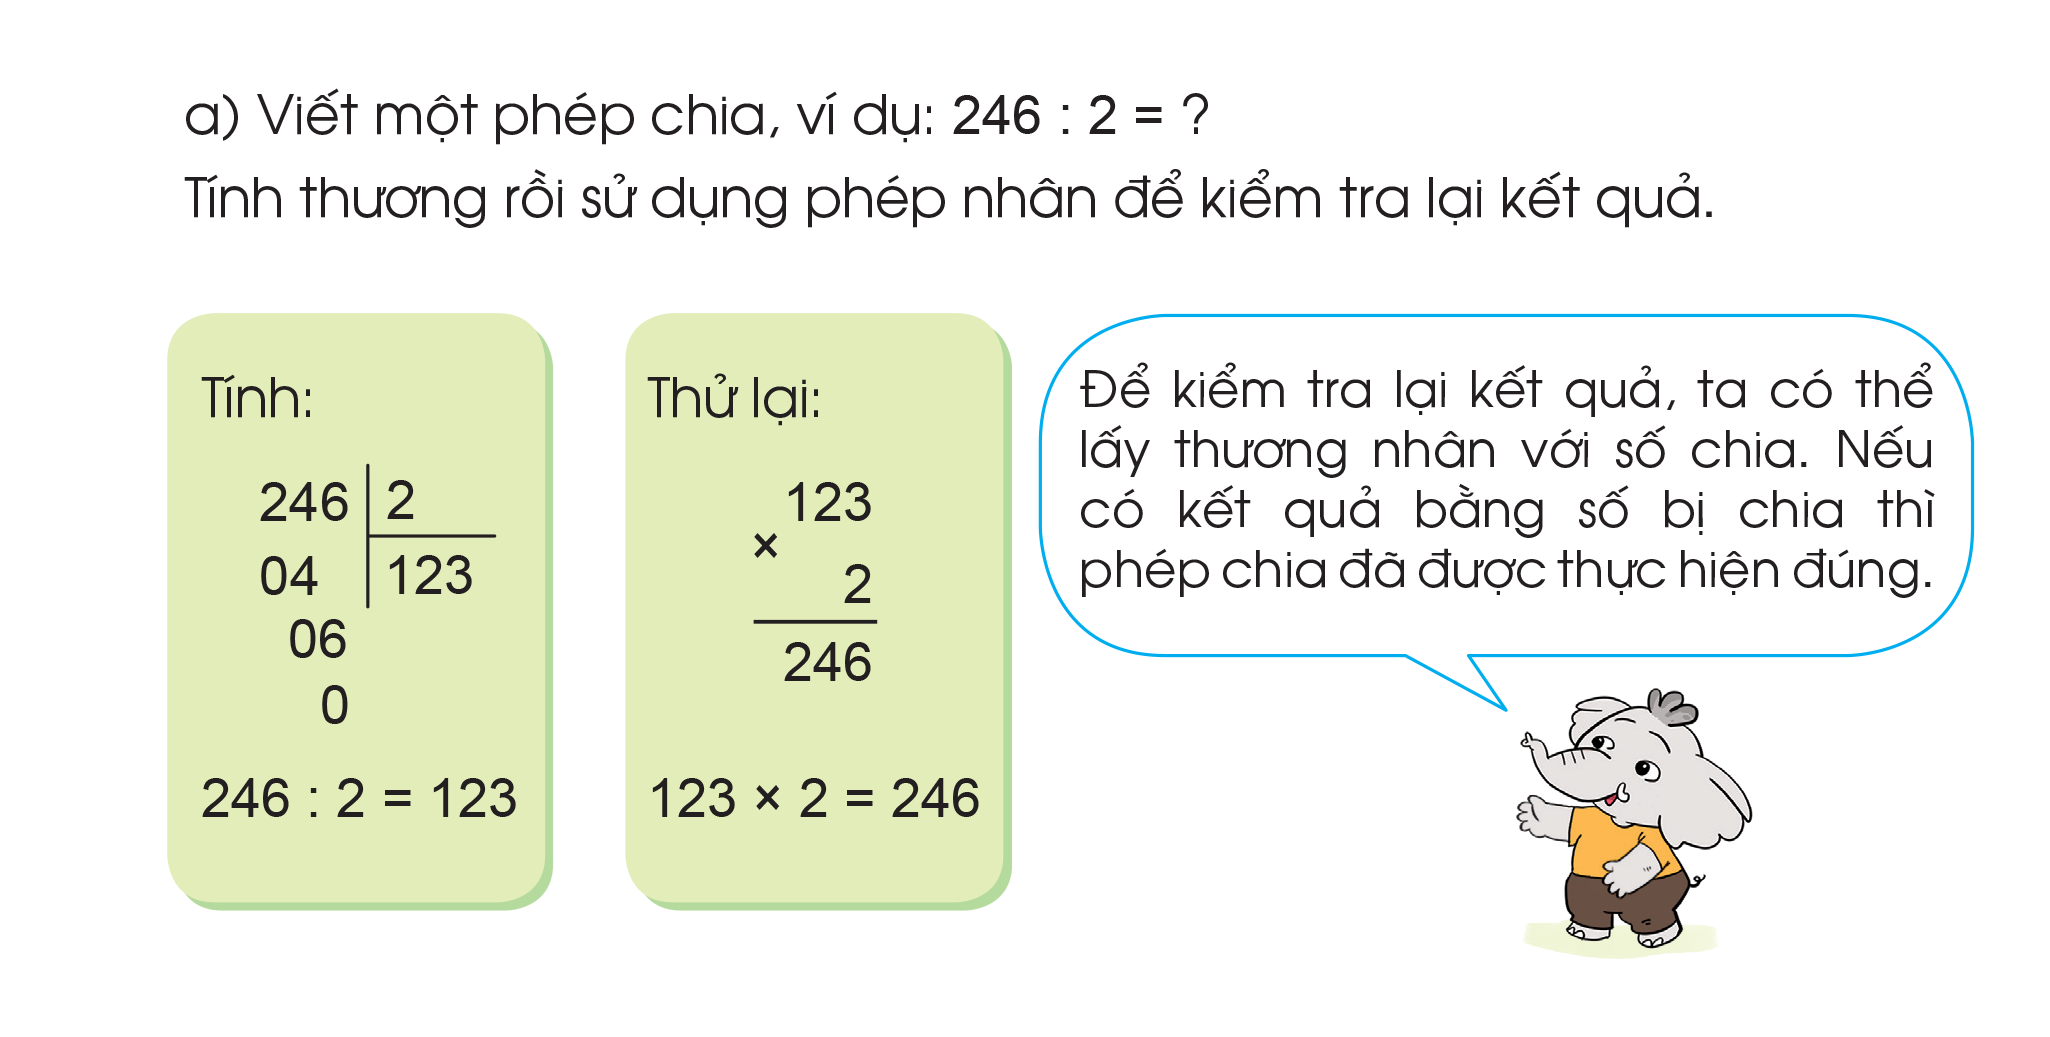 a) Viết một phép chia, ví dụ: 246 : 2 = ?
Tính thương rồi sử dụng phép nhân để kiểm tra lại kết quả.
Tính:
246 2
04 123
06
0
246 : 2 = 123
Thử lại:
123
×
2
246
123 × 2 = 246
Để kiểm tra lại kết quả, ta có thể
lấy thương nhân với số chia. Nếu
có kết quả bằng số bị chia thì
phép chia đã được thực hiện đúng.